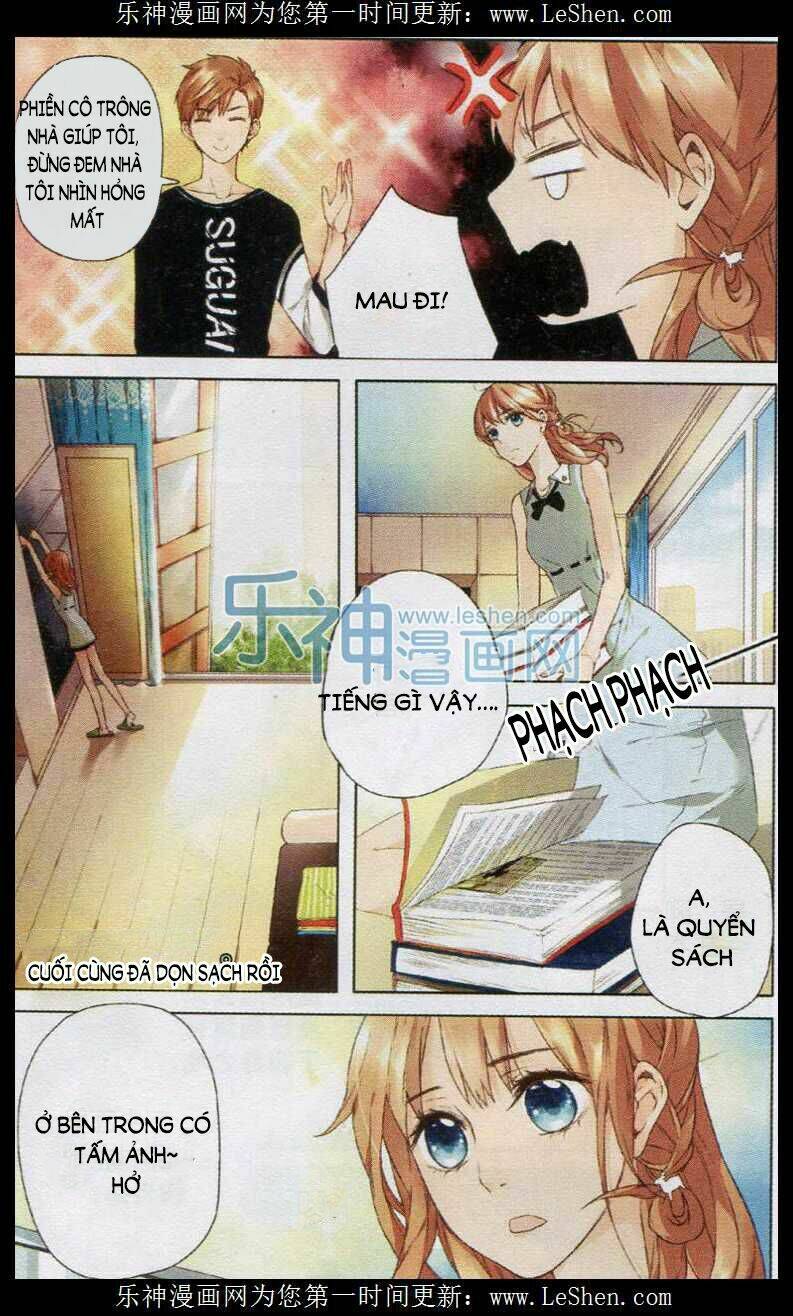 乐神漫画网为您第一时间更新：www.LeShen.com
PHIỀN CÔ TRÔNG
NHÀ GIÚP TÔI,
ĐỪNG ĐEM NHÀ
TÔI NHÌN HỎNG
MẤT
SUGUAI
MAU ĐI!
乐神漫画网
www.leshen.com
TIẾNG GÌ VẬY....
PHẠCH PHẠCH
A,
LÀ QUYỂN
SÁCH
CUỐI CÙNG ĐÃ DỌN SẠCH RỒI
Ở BÊN TRONG CÓ
TẤM ẢNH~
HỞ
乐神漫画网为您第一时间更新：www.LeShen.com